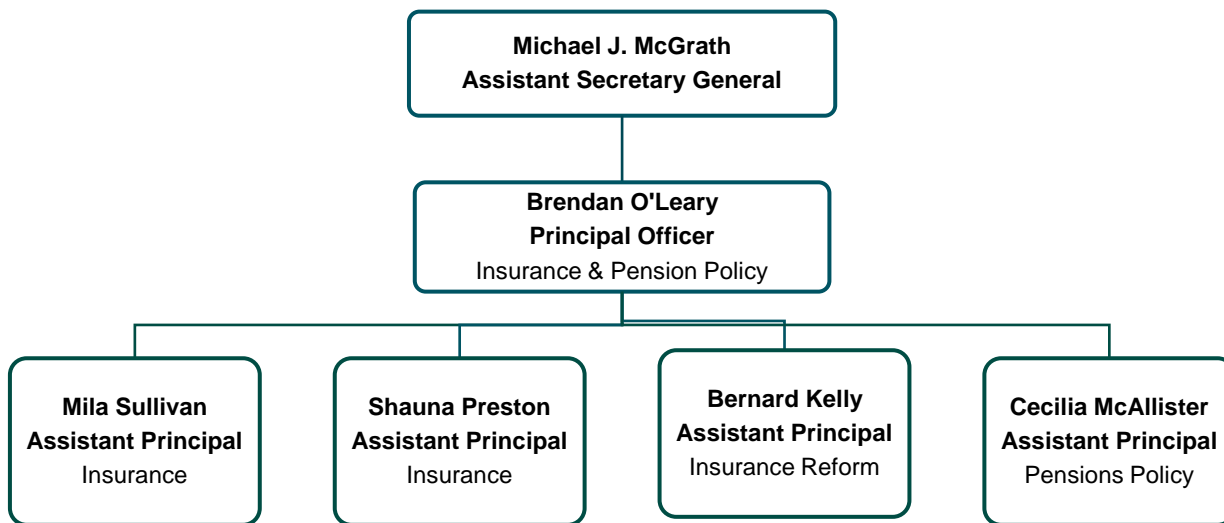 Michael J. McGrath
Assistant Secretary General
Brendan O'Leary
Principal Officer
Insurance & Pension Policy
Mila Sullivan
Assistant Principal
Insurance
Shauna Preston
Assistant Principal
Insurance
Bernard Kelly
Assistant Principal
Insurance Reform
Cecilia McAllister
Assistant Principal
Pensions Policy